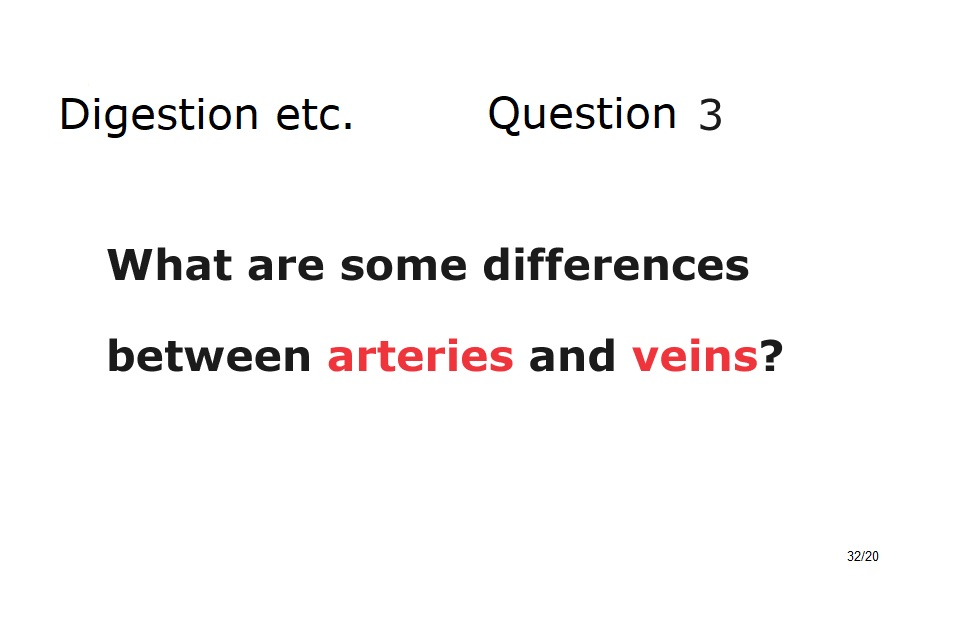 Digestion etc. Question 3
What are some differences
between arteries and veins?
32/20